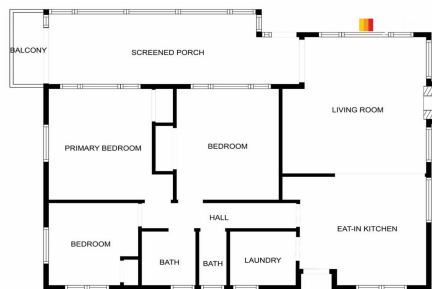 BALCONY
SCREENED PORCH
LIVING ROOM
PRIMARY BEDROOM
BEDROOM
HALL
EAT-IN KITCHEN
BEDROOM
BATH
BATH
LAUNDRY